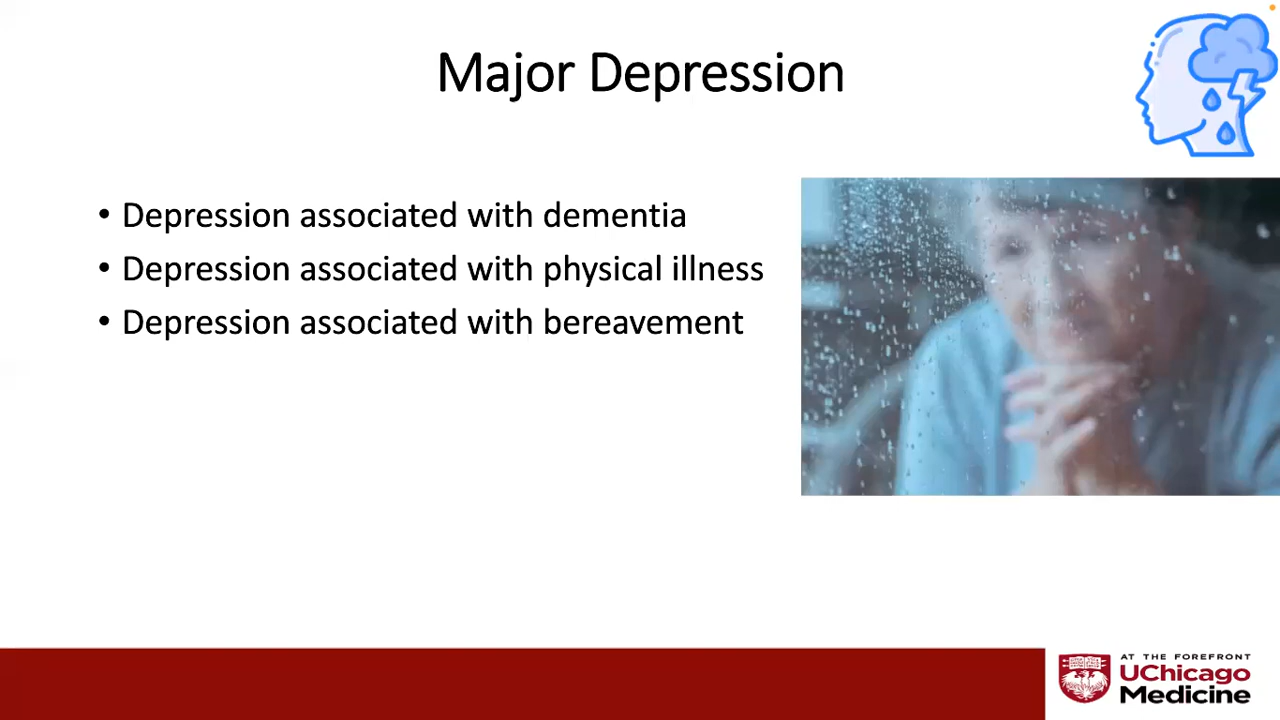 Major Depression
• Depression associated with dementia
• Depression associated with physical illness
• Depression associated with bereavement
AT THE FOREFRONT
UChicago
Medicine